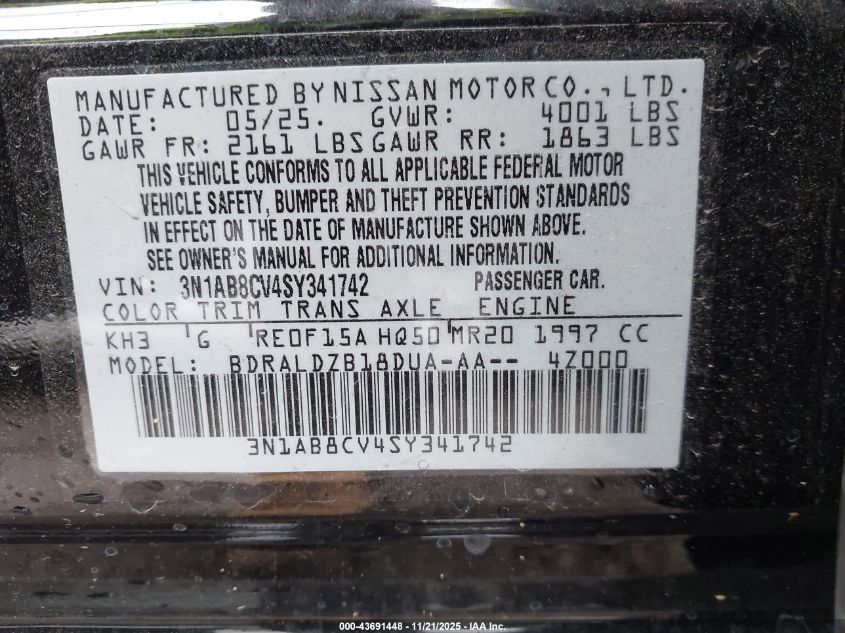 MANUFACTURED BY NISSAN MOTOR CO., LTD.
DATE: 05/25. GVWR: 4001 LBS
GAWR FR: 2161 LBS GAWR RR: 1863 LBS
THIS VEHICLE CONFORMS TO ALL APPLICABLE FEDERAL MOTOR
VEHICLE SAFETY, BUMPER AND THEFT PREVENTION STANDARDS
IN EFFECT ON THE DATE OF MANUFACTURE SHOWN ABOVE.
SEE OWNER'S MANUAL FOR ADDITIONAL INFORMATION.
VIN: 3N1AB8CV4SY341742 PASSENGER CAR.
COLOR TRIM TRANS AXLE ENGINE
KH3 G RE0F15A HQ50 MR20 1997 CC
MODEL: BDRALDZB18DUA-AA-- 4Z000
3N1AB8CV4SY341742
000-43691448 - 11/21/2025 - IAA Inc.